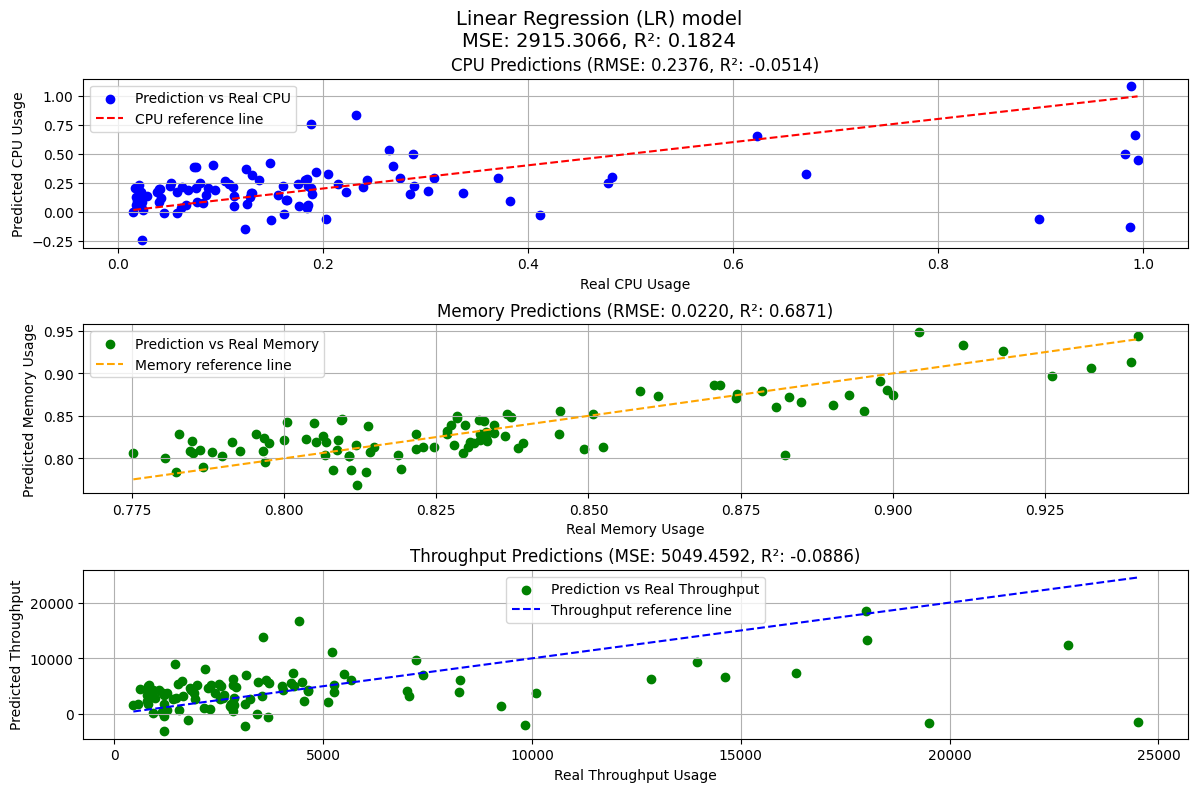 Linear Regression (LR) model
MSE: 2915.3066, R²: 0.1824
CPU Predictions (RMSE: 0.2376, R²: -0.0514)
Predicted CPU Usage
1.00
0.75
0.50
0.25
0.00
−0.25
Prediction vs Real CPU
CPU reference line
0.0 0.2 0.4 0.6 0.8 1.0
Real CPU Usage
Memory Predictions (RMSE: 0.0220, R²: 0.6871)
Predicted Memory Usage
0.95
0.90
0.85
0.80
Prediction vs Real Memory
Memory reference line
0.775 0.800 0.825 0.850 0.875 0.900 0.925
Real Memory Usage
Throughput Predictions (MSE: 5049.4592, R²: -0.0886)
Predicted Throughput
20000
10000
0
Prediction vs Real Throughput
Throughput reference line
0 5000 10000 15000 20000 25000
Real Throughput Usage